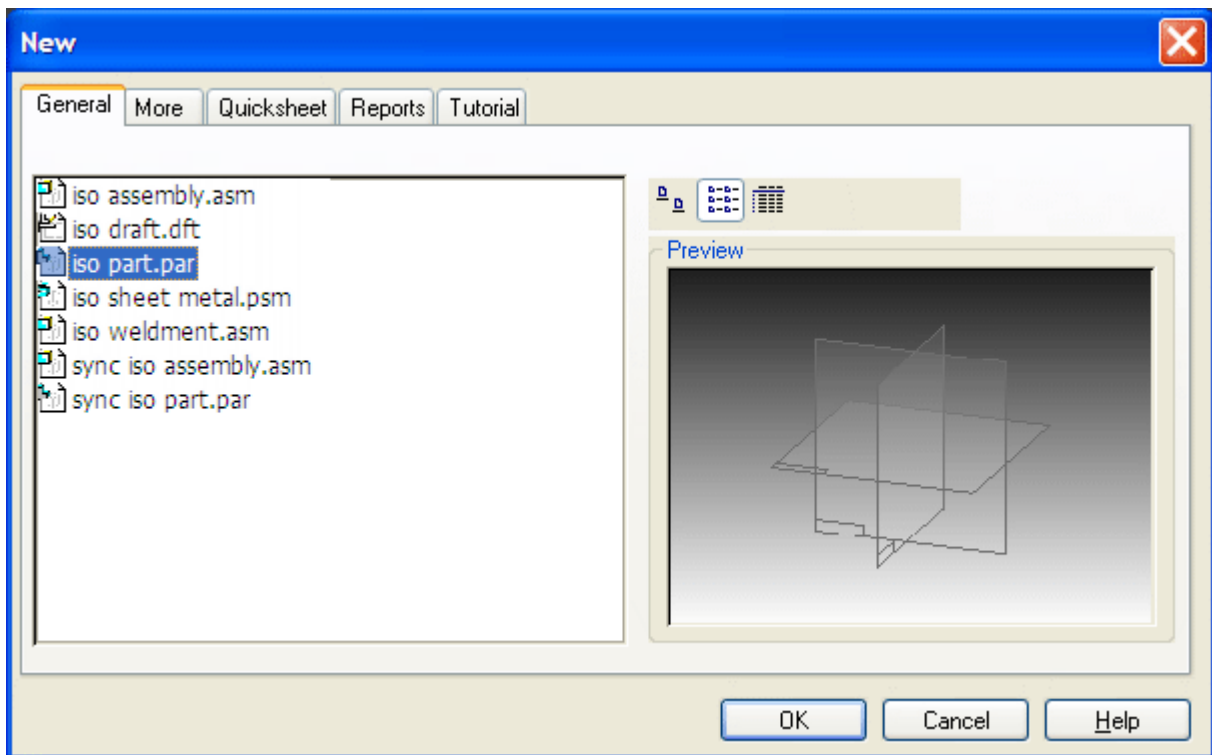 New
General More Quicksheet Reports Tutorial
iso assembly.asm
iso draft.dft
iso part.par
iso sheet metal.psm
iso weldment.asm
sync iso assembly.asm
sync iso part.par
Preview
OK Cancel Help